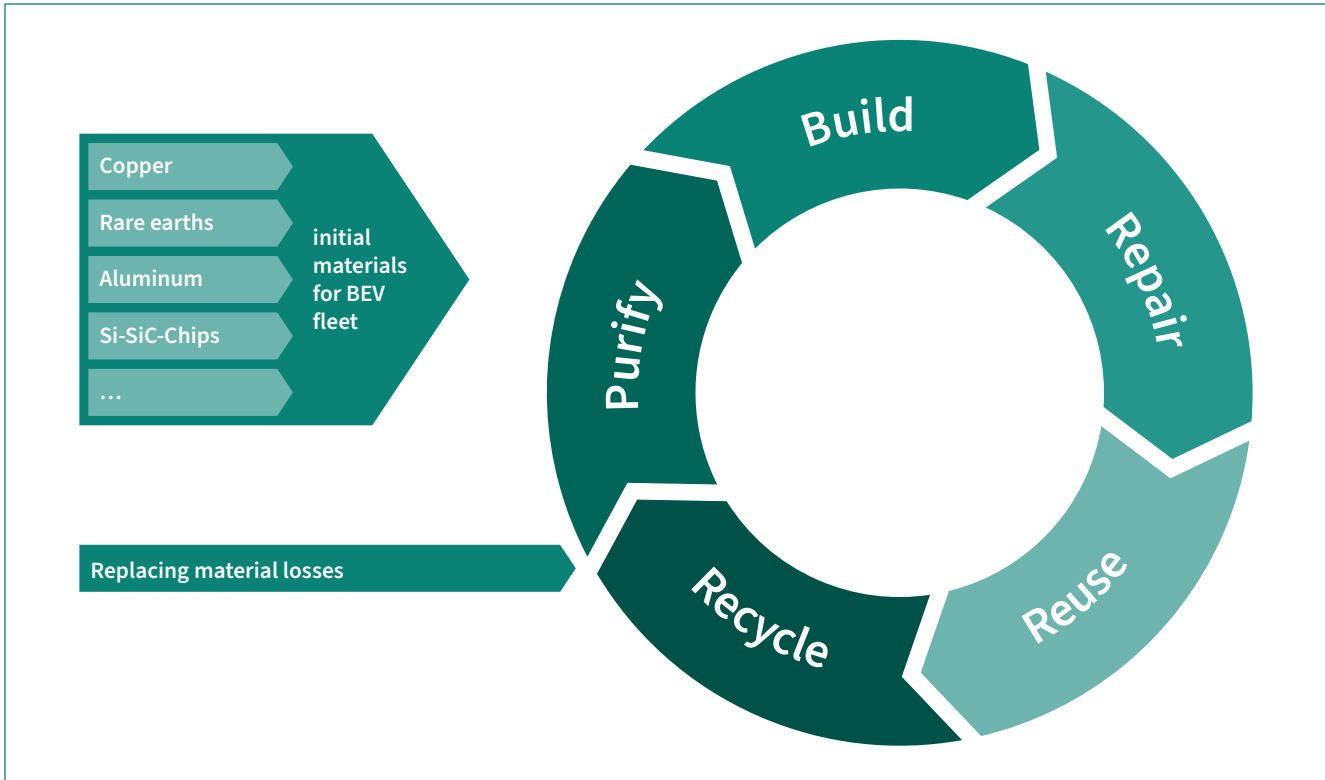 Copper
Rare earths
Aluminum
Si-SiC-Chips
...
initial
materials
for BEV
fleet
Replacing material losses
Build
Repair
Reuse
Recycle
Purify